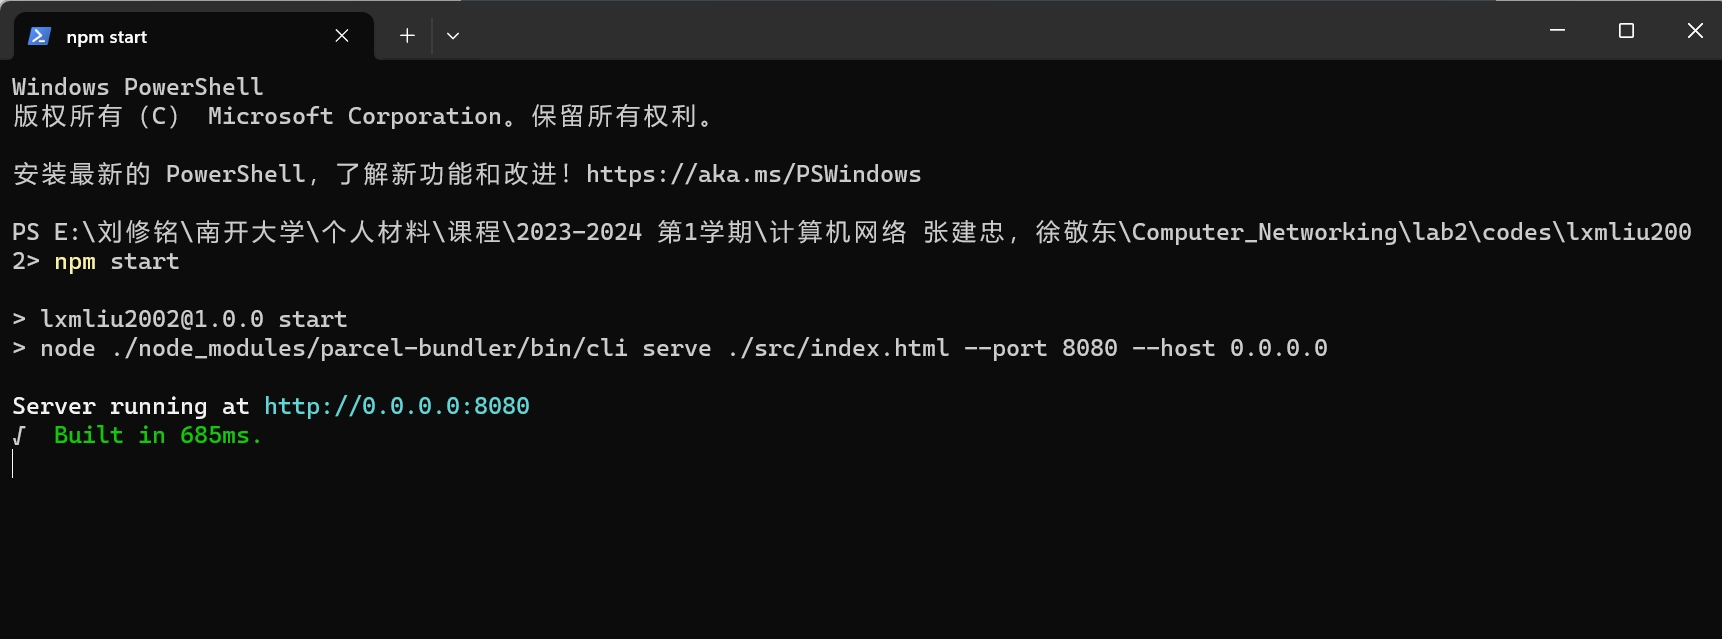 npm start
Windows PowerShell
版权所有（C） Microsoft Corporation。保留所有权利。
安装最新的 PowerShell，了解新功能和改进！https://aka.ms/PSWindows
PS E:\刘修铭\南开大学\个人材料\课程\2023-2024 第1学期\计算机网络 张建忠，徐敬东\Computer_Networking\lab2\codes\lxmliu200
2> npm start
> lxmliu2002@1.0.0 start
> node ./node_modules/parcel-bundler/bin/cli serve ./src/index.html --port 8080 --host 0.0.0.0
Server running at http://0.0.0.0:8080
√  Built in 685ms.